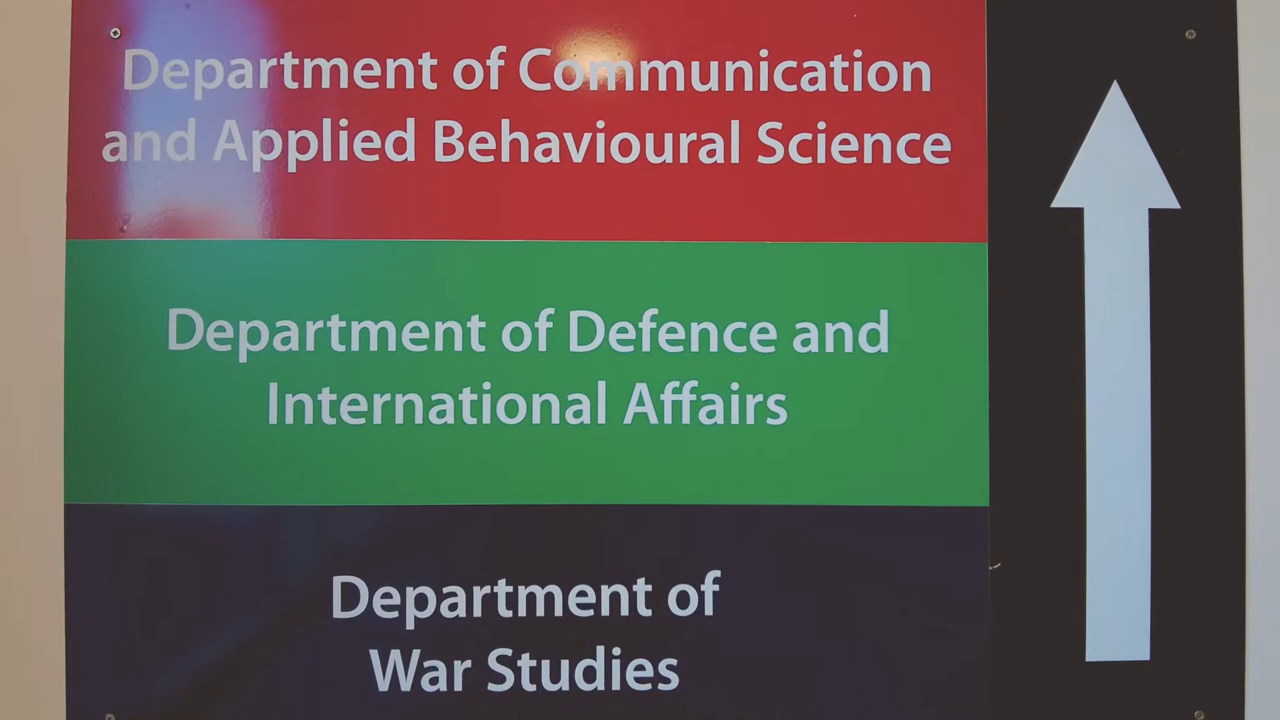 Department of Communication
and Applied Behavioural Science
Department of Defence and
International Affairs
Department of
War Studies